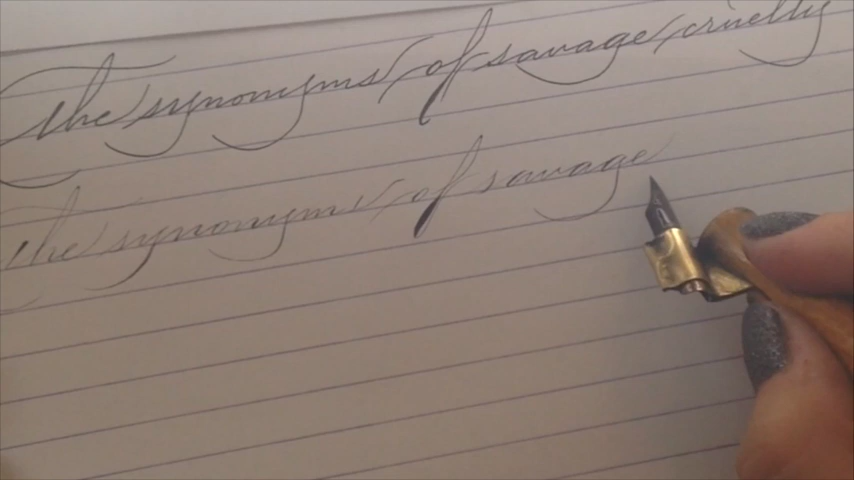 the synonyms of savage cruelty
the synonyms of savage